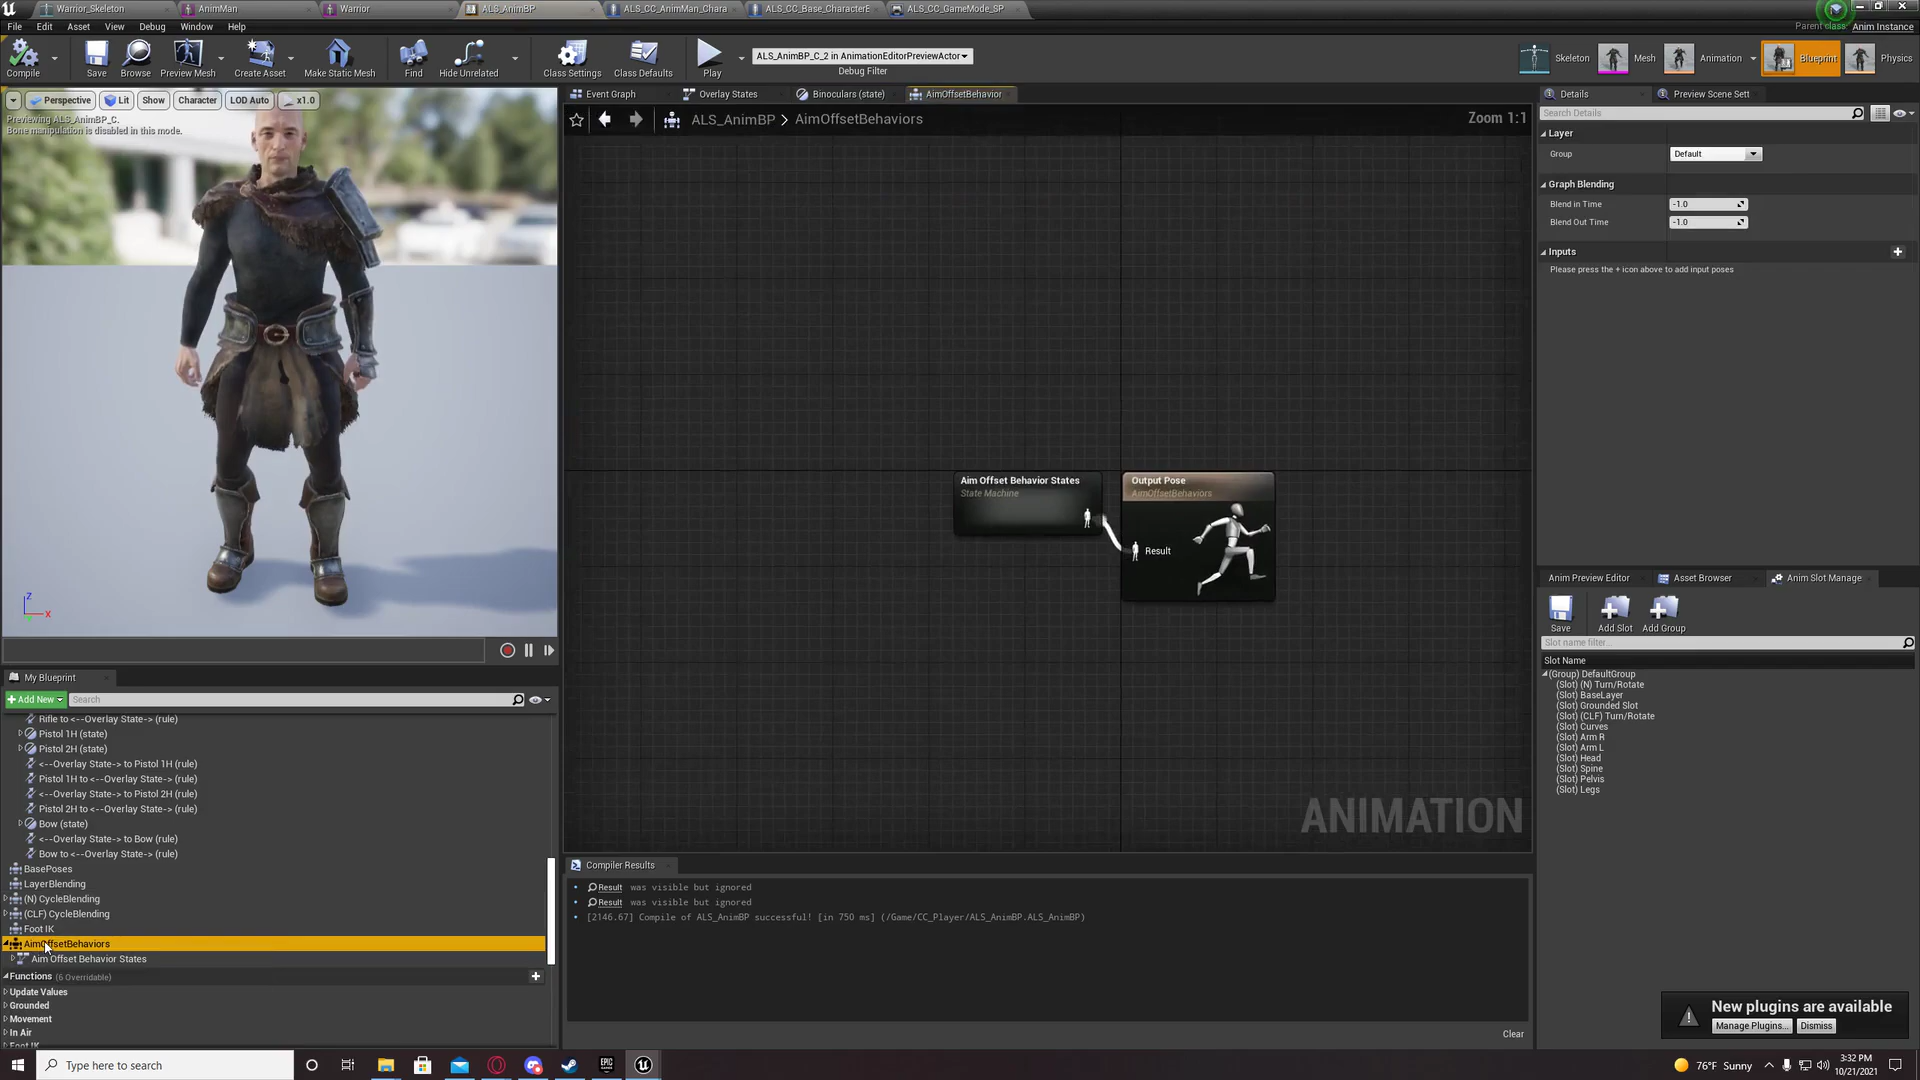 Warrior_Skeleton
AnimMan
Warrior
ALS_AnimBP
ALS_CC_AnimMan_Chara
ALS_CC_Base_CharacterE
ALS_CC_GameMode_SP
Parent class: Anim Instance
File Edit Asset View Debug Window Help
Compile
Save
Browse
Preview Mesh
Create Asset
Make Static Mesh
Find
Hide Unrelated
Class Settings
Class Defaults
Play
ALS_AnimBP_C_2 in AnimationEditorPreviewActor
Debug Filter
Skeleton
Mesh
Animation
Blueprint
Physics
Perspective Lit Show Character LOD Auto x1.0
Previewing ALS_AnimBP_C.
Bone manipulation is disabled in this mode.
Z
X
Event Graph
Overlay States
Binoculars (state)
AimOffsetBehavior
ALS_AnimBP > AimOffsetBehaviors
Zoom 1:1
Aim Offset Behavior States
State Machine
Output Pose
AimOffsetBehaviors
Result
ANIMATION
Details
Preview Scene Sett
Search Details
Layer
Group Default
Graph Blending
Blend in Time -1.0
Blend Out Time -1.0
Inputs
Please press the + icon above to add input poses
My Blueprint
+ Add New Search
Rifle to <--Overlay State-> (rule)
Pistol 1H (state)
Pistol 2H (state)
<--Overlay State-> to Pistol 1H (rule)
Pistol 1H to <--Overlay State-> (rule)
<--Overlay State-> to Pistol 2H (rule)
Pistol 2H to <--Overlay State-> (rule)
Bow (state)
<--Overlay State-> to Bow (rule)
Bow to <--Overlay State-> (rule)
BasePoses
LayerBlending
(N) CycleBlending
(CLF) CycleBlending
Foot IK
AimOffsetBehaviors
Aim Offset Behavior States
Functions (6 Overridable)
Update Values
Grounded
Movement
In Air
Foot IK
Compiler Results
Result was visible but ignored
Result was visible but ignored
[2146.67] Compile of ALS_AnimBP successful! [in 750 ms] (/Game/CC_Player/ALS_AnimBP.ALS_AnimBP)
Clear
Anim Preview Editor
Asset Browser
Anim Slot Manage
Save
Add Slot
Add Group
Slot name filter...
Slot Name
(Group) DefaultGroup
(Slot) (N) Turn/Rotate
(Slot) BaseLayer
(Slot) Grounded Slot
(Slot) (CLF) Turn/Rotate
(Slot) Curves
(Slot) Arm R
(Slot) Arm L
(Slot) Head
(Slot) Spine
(Slot) Pelvis
(Slot) Legs
New plugins are available
Manage Plugins... Dismiss
Type here to search
EPIC GAMES
76°F Sunny
3:32 PM
10/21/2021